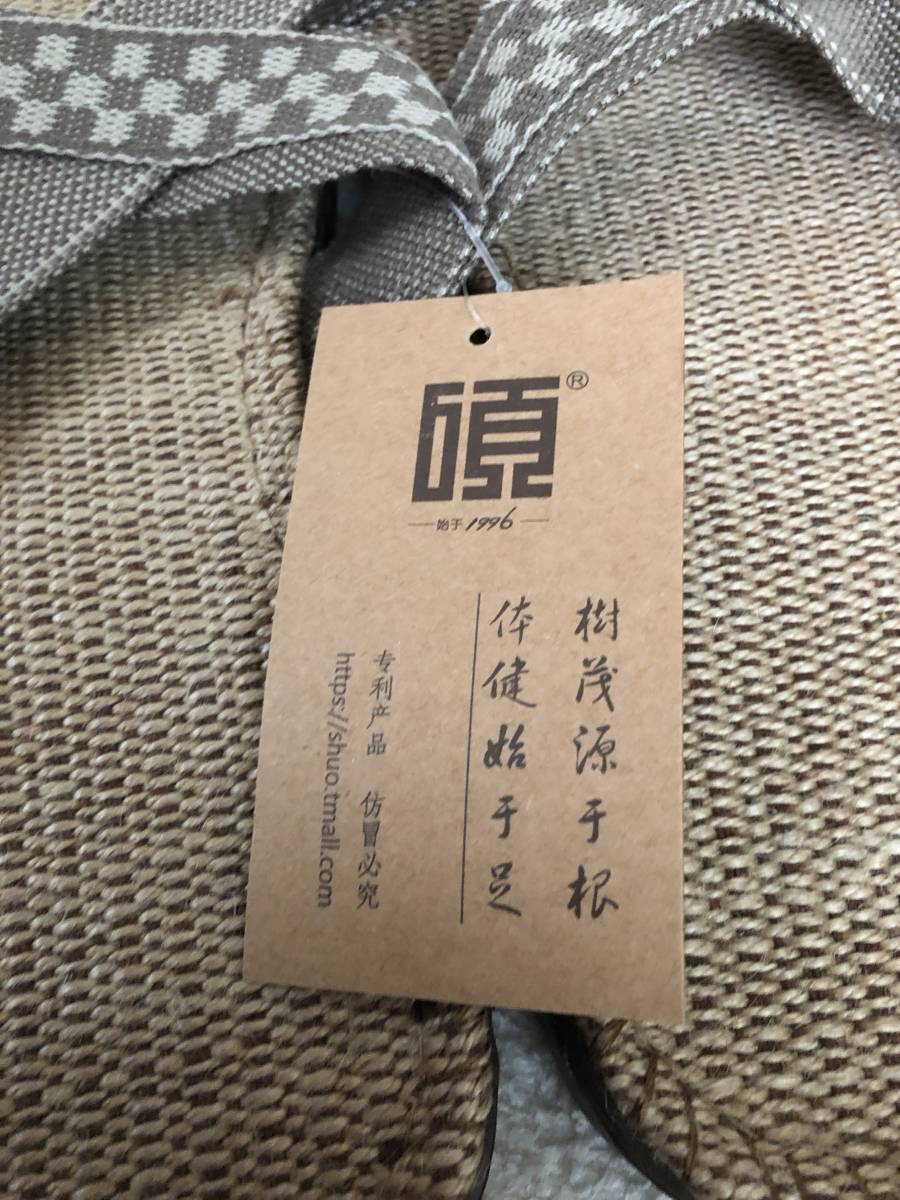 硕®
始于1996
樹茂源于根
体健始于足
专利产品 仿冒必究
https://shuo.tmall.com